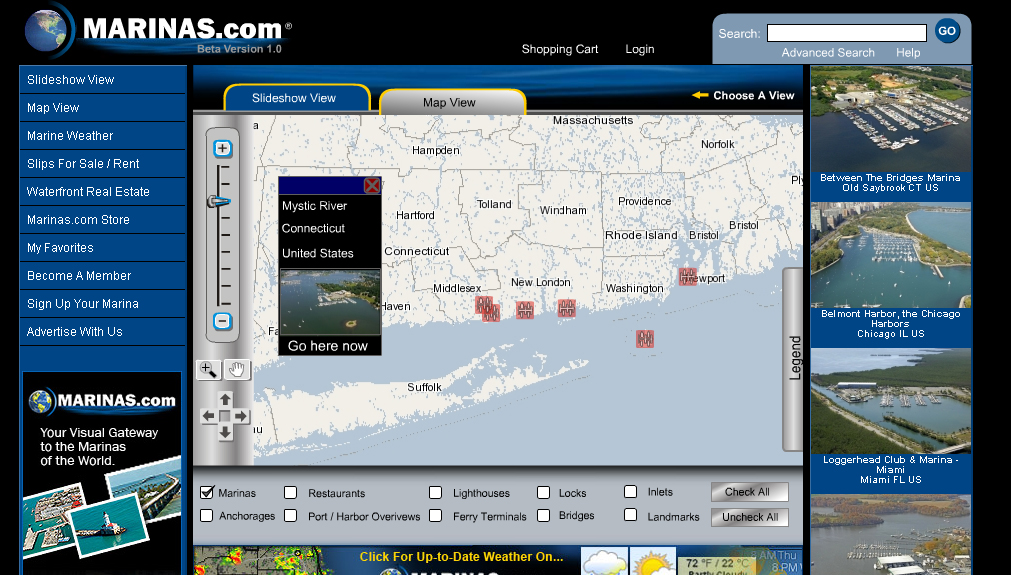 MARINAS.com®
Beta Version 1.0
Shopping Cart
Login
Search:
GO
Advanced Search
Help
Slideshow View
Map View
Marine Weather
Slips For Sale / Rent
Waterfront Real Estate
Marinas.com Store
My Favorites
Become A Member
Sign Up Your Marina
Advertise With Us
MARINAS.com
Your Visual Gateway
to the Marinas
of the World.
Slideshow View
Map View
Choose A View
a
Massachusetts
Hampden
Norfolk
Ply
Mystic River
Connecticut
United States
Go here now
Tolland
Hartford
Windham
Providence
Rhode Island
Bristol
Bristol
Connecticut
Middlesex
New London
Washington
Newport
Haven
Fa
Suffolk
au
Legend
Marinas
Restaurants
Lighthouses
Locks
Inlets
Check All
Anchorages
Port / Harbor Overivews
Ferry Terminals
Bridges
Landmarks
Uncheck All
Click For Up-to-Date Weather On...
MARINAS
72 °F / 22 °C
Partly Cloudy
8 AM Thu
8 PM
Between The Bridges Marina
Old Saybrook CT US
Belmont Harbor, the Chicago
Harbors
Chicago IL US
Loggerhead Club & Marina -
Miami
Miami FL US